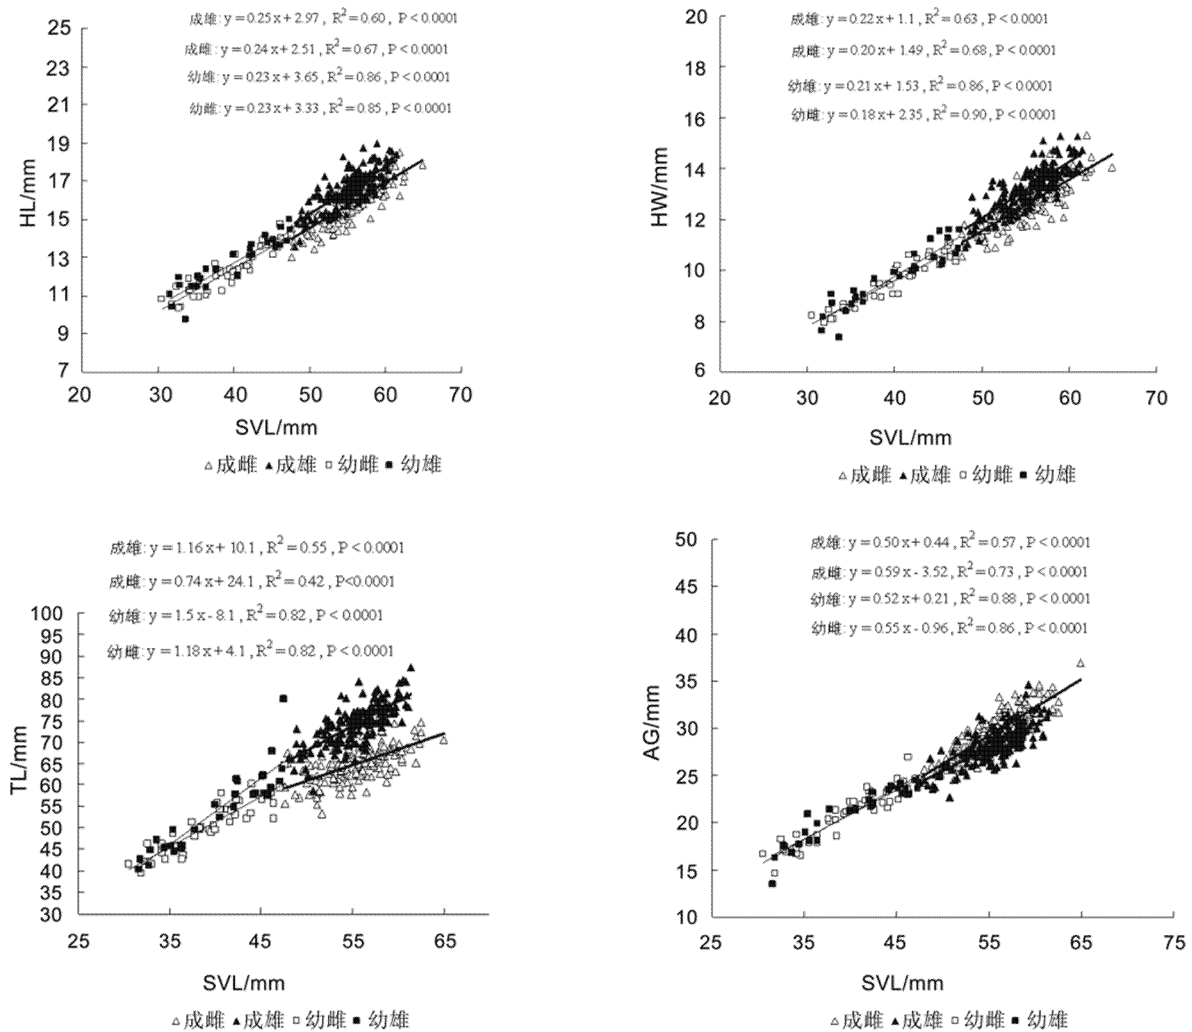 成雄: y = 0.25 x + 2.97, R² = 0.60, P < 0.0001
成雌: y = 0.24 x + 2.51, R² = 0.67, P < 0.0001
幼雄: y = 0.23 x + 3.65, R² = 0.86, P < 0.0001
幼雌: y = 0.23 x + 3.33, R² = 0.85, P < 0.0001
25
23
21
19
17
15
13
11
9
7
HL/mm
20 30 40 50 60 70
SVL/mm
△成雌 ▲成雄 □幼雌 ■幼雄
成雄: y = 0.22 x + 1.1, R² = 0.63, P < 0.0001
成雌: y = 0.20 x + 1.49, R² = 0.68, P < 0.0001
幼雄: y = 0.21 x + 1.53, R² = 0.86, P < 0.0001
幼雌: y = 0.18 x + 2.35, R² = 0.90, P < 0.0001
20
18
16
14
12
10
8
6
HW/mm
20 30 40 50 60 70
SVL/mm
△成雌 ▲成雄 □幼雌 ■幼雄
成雄: y = 1.16 x + 10.1, R² = 0.55, P < 0.0001
成雌: y = 0.74 x + 24.1, R² = 0.42, P<0.0001
幼雄: y = 1.5 x - 8.1, R² = 0.82, P < 0.0001
幼雌: y = 1.18 x + 4.1, R² = 0.82, P < 0.0001
100
95
90
85
80
75
70
65
60
55
50
45
40
35
30
TL/mm
25 35 45 55 65
SVL/mm
△成雌 ▲成雄 □幼雌 ■幼雄
成雄: y = 0.50 x + 0.44, R² = 0.57, P < 0.0001
成雌: y = 0.59 x - 3.52, R² = 0.73, P < 0.0001
幼雄: y = 0.52 x + 0.21, R² = 0.88, P < 0.0001
幼雌: y = 0.55 x - 0.96, R² = 0.86, P < 0.0001
50
45
40
35
30
25
20
15
10
AG/mm
25 35 45 55 65 75
SVL/mm
△成雌 ▲成雄 □幼雌 ■幼雄